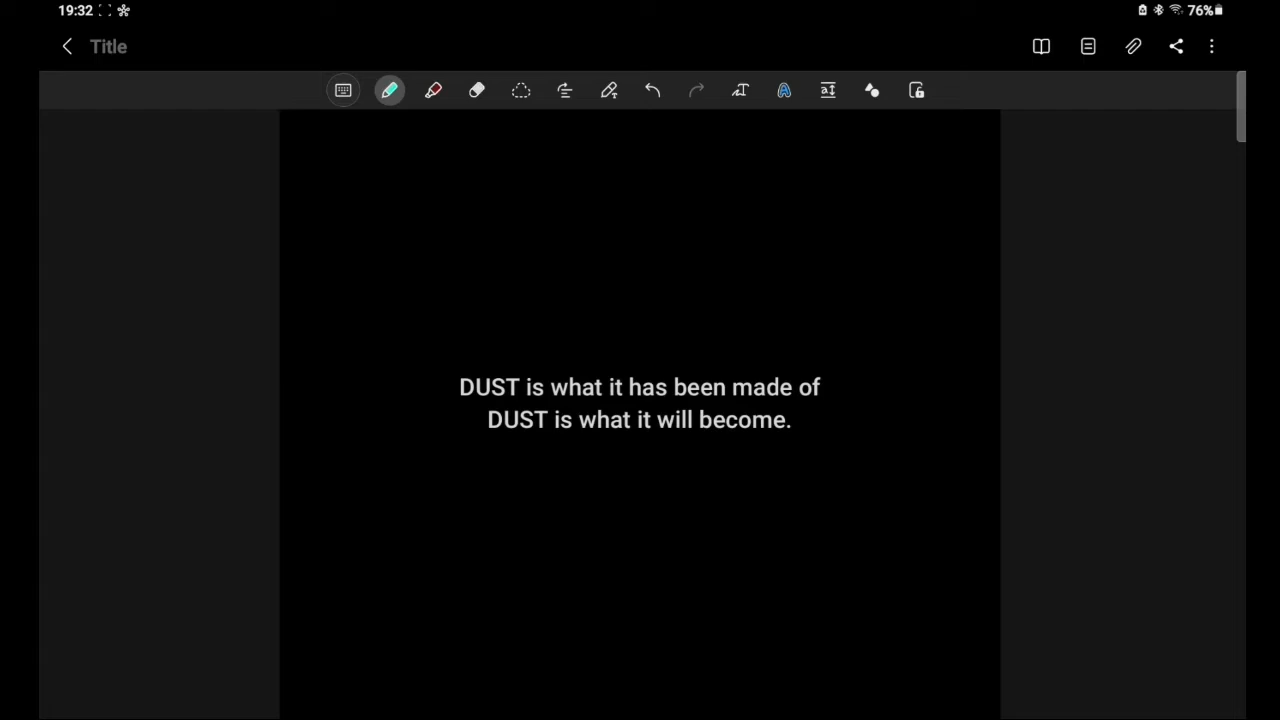 19:32
76%
Title
DUST is what it has been made of
DUST is what it will become.